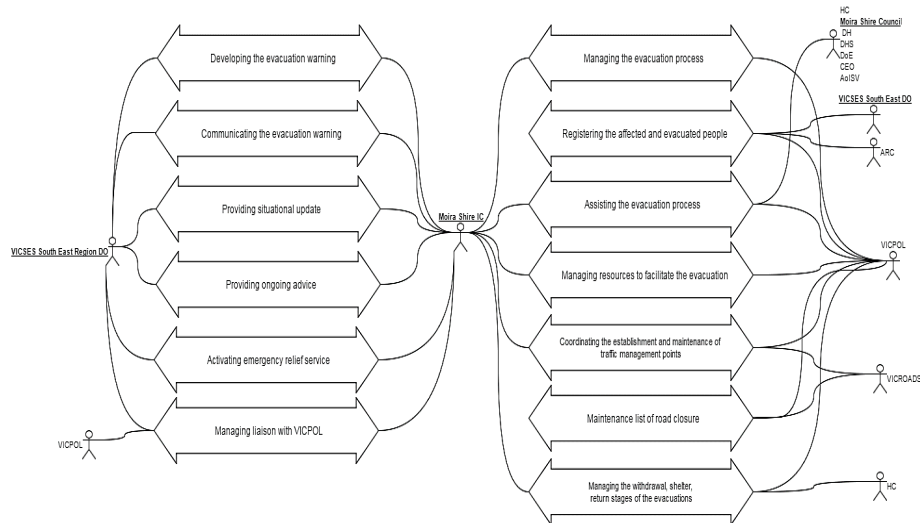 HC
Moira Shire Council
DH
DHS
DoE
CEO
AoISV
Developing the evacuation warning
Managing the evacuation process
VICSES South East DO
Communicating the evacuation warning
Registering the affected and evacuated people
ARC
Providing situational update
Assisting the evacuation process
Moira Shire IC
VICSES South East Region DO
VICPOL
Providing ongoing advice
Managing resources to facilitate the evacuation
Activating emergency relief service
Coordinating the establishment and maintenance of
traffic management points
VICROADS
Managing liaison with VICPOL
Maintenance list of road closure
VICPOL
Managing the withdrawal, shelter,
return stages of the evacuations
HC